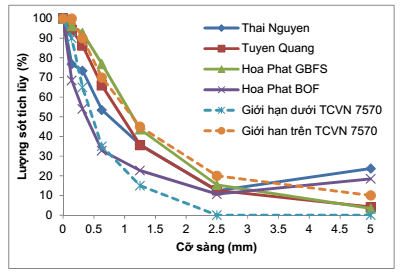 Lượng sót tích lũy (%)
100
90
80
70
60
50
40
30
20
10
0
0 0.5 1 1.5 2 2.5 3 3.5 4 4.5 5
Cỡ sàng (mm)
Thai Nguyen
Tuyen Quang
Hoa Phat GBFS
Hoa Phat BOF
Giới hạn dưới TCVN 7570
Giới han trên TCVN 7570